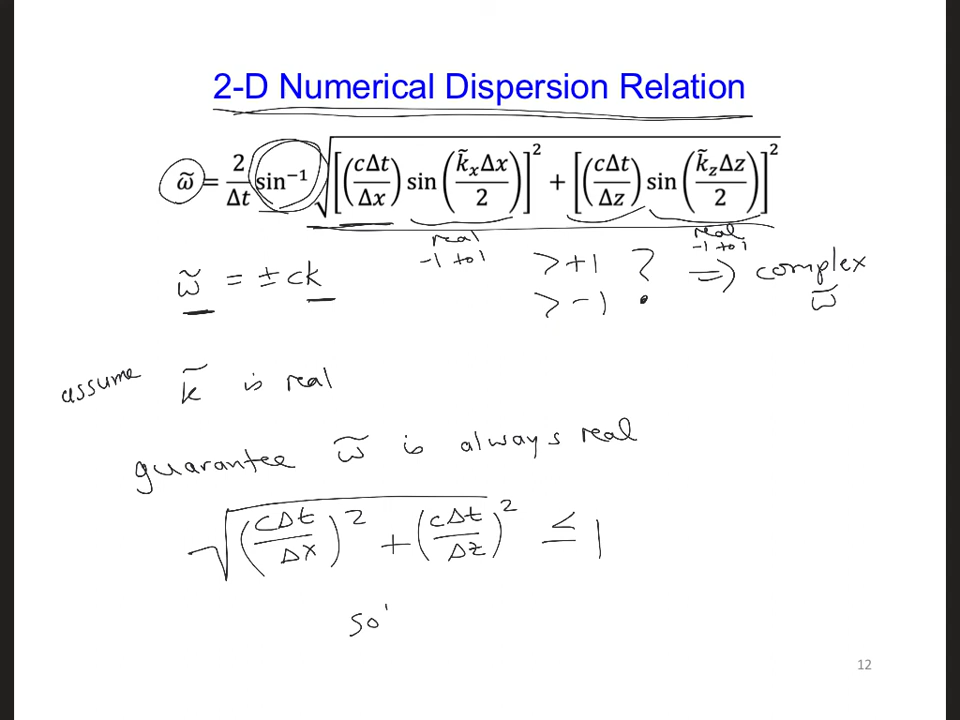 2-D Numerical Dispersion Relation
ω̃ = 2/Δt sin⁻¹ √([(cΔt/Δx) sin(k̃ₓΔx/2)]² + [(cΔt/Δz) sin(k̃_zΔz/2)]²)
real real
-1 to 1 -1 to 1
ω̃ = ± ck > +1 ? ⇒ complex
> -1 ω̃
assume k̃ is real
guarantee ω̃ is always real
√((cΔt/Δx)² + (cΔt/Δz)²) ≤ 1
so
12